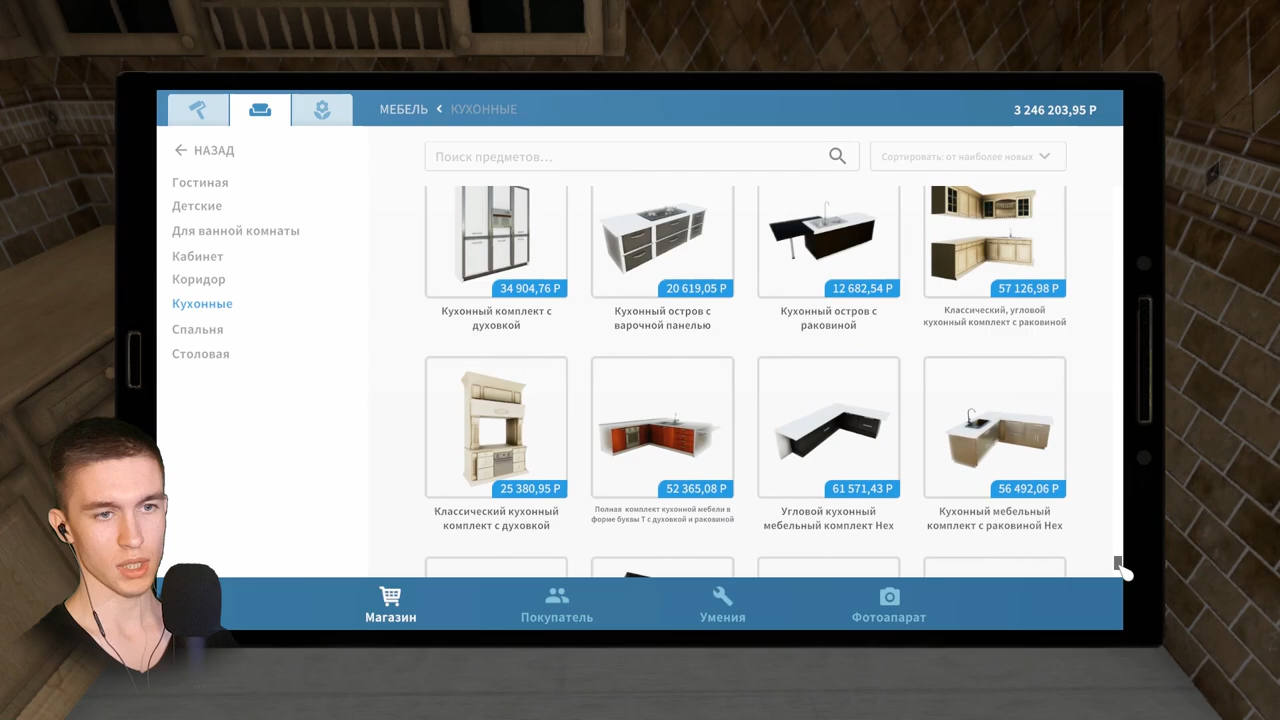 МЕБЕЛЬ < КУХОННЫЕ
3 246 203,95 Р
НАЗАД
Гостиная
Детские
Для ванной комнаты
Кабинет
Коридор
Кухонные
Спальня
Столовая
Поиск предметов...
Сортировать: от наиболее новых
34 904,76 Р
Кухонный комплект с
духовкой
20 619,05 Р
Кухонный остров с
варочной панелью
12 682,54 Р
Кухонный остров с
раковиной
57 126,98 Р
Классический, угловой
кухонный комплект с раковиной
25 380,95 Р
Классический кухонный
комплект с духовкой
52 365,08 Р
Полная комплект кухонной мебели в
форме буквы Т с духовкой и раковиной
61 571,43 Р
Угловой кухонный
мебельный комплект Hex
56 492,06 Р
Кухонный мебельный
комплект с раковиной Hex
Магазин
Покупатель
Умения
Фотоаппарат